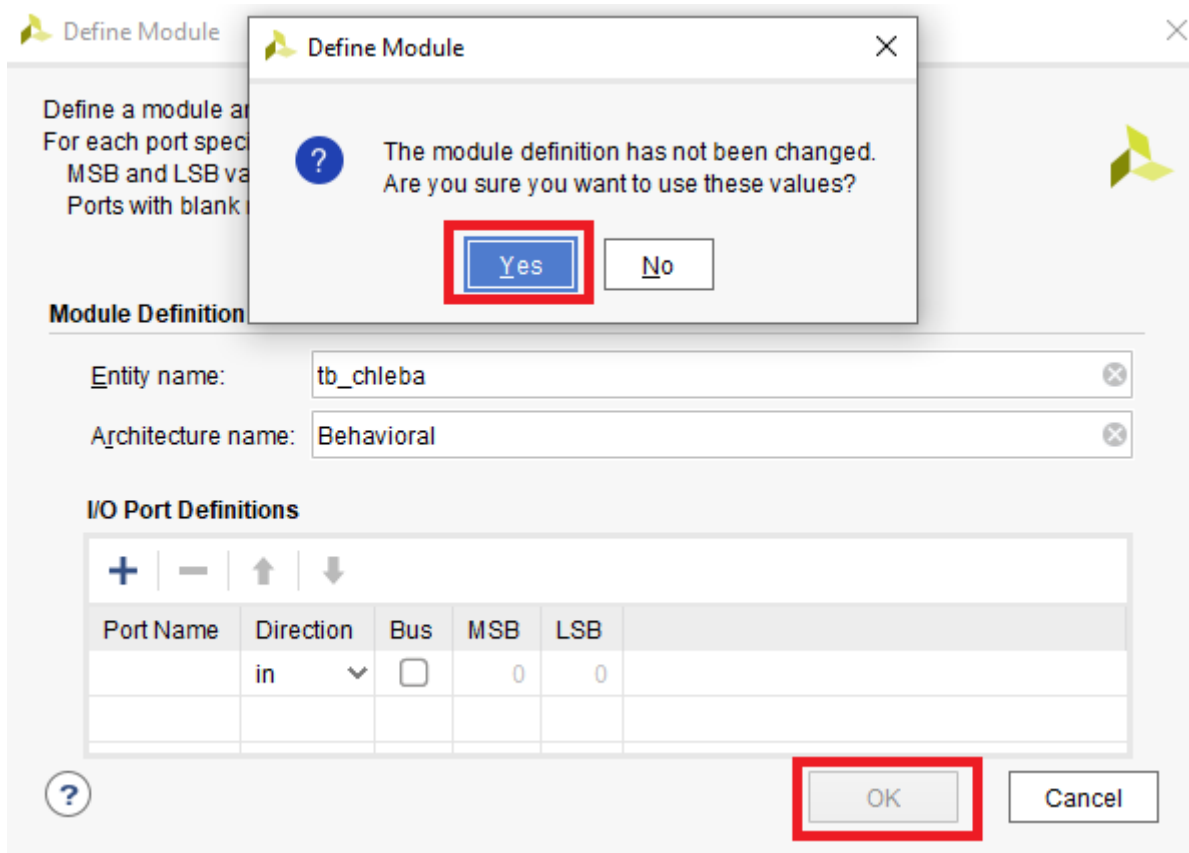 Define Module
Define Module
Define a module a
For each port speci
MSB and LSB va
Ports with blank
?
The module definition has not been changed.
Are you sure you want to use these values?
Yes
No
Module Definition
Entity name:
tb_chleba
Architecture name:
Behavioral
I/O Port Definitions
Port Name Direction Bus MSB LSB
in 0 0
?
OK
Cancel